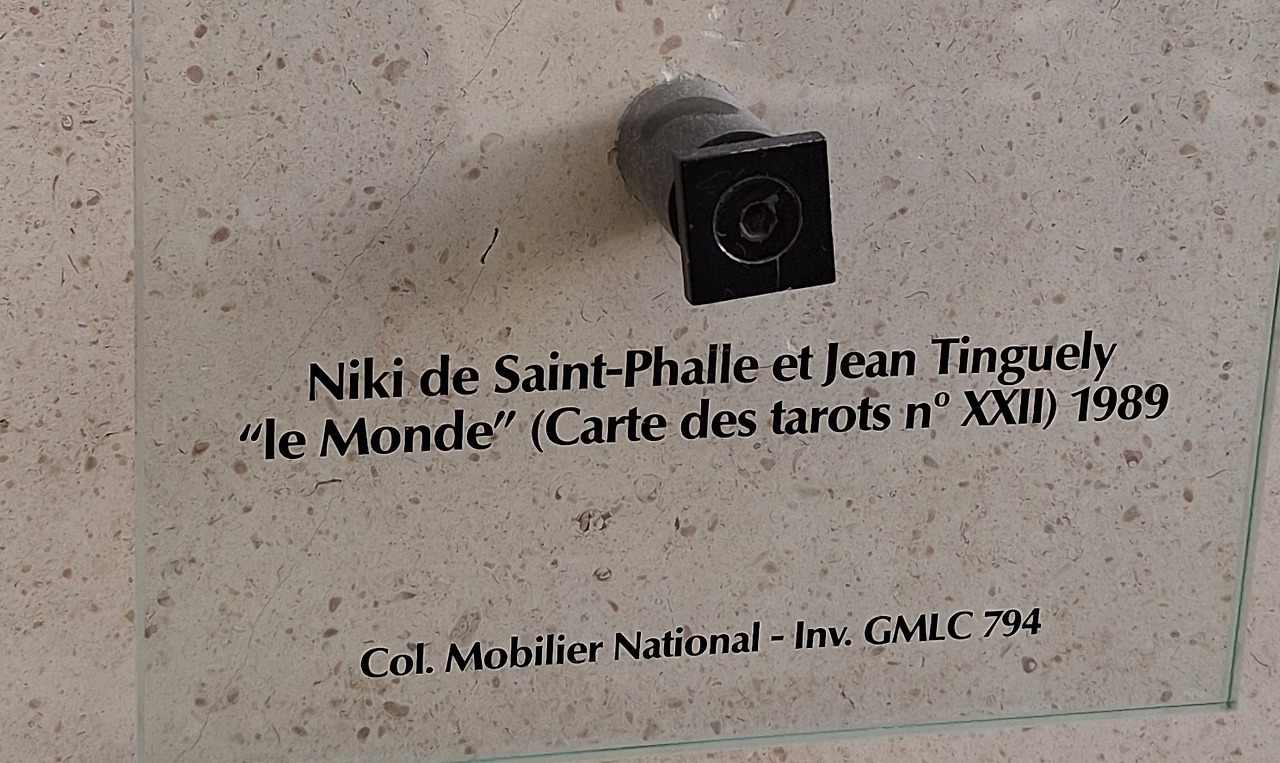 Niki de Saint-Phalle et Jean Tinguely
“le Monde” (Carte des tarots nº XXII) 1989
Col. Mobilier National - Inv. GMLC 794